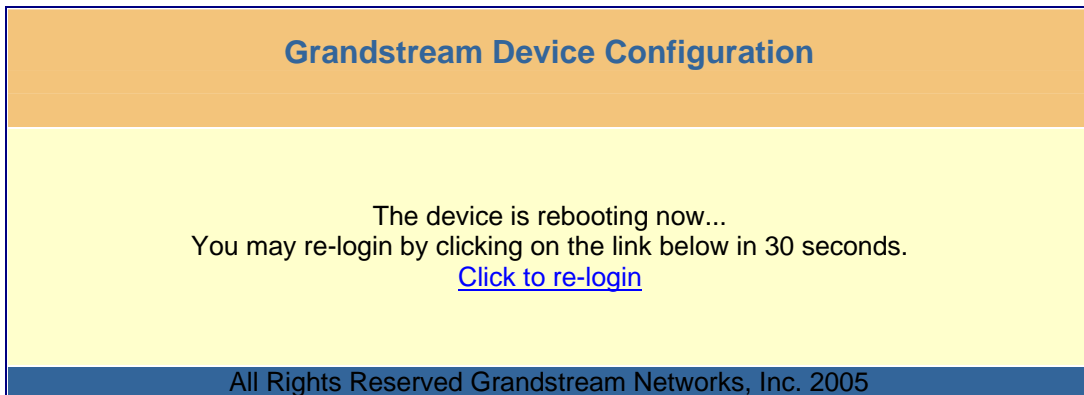 Grandstream Device Configuration
The device is rebooting now...
You may re-login by clicking on the link below in 30 seconds.
Click to re-login
All Rights Reserved Grandstream Networks, Inc. 2005